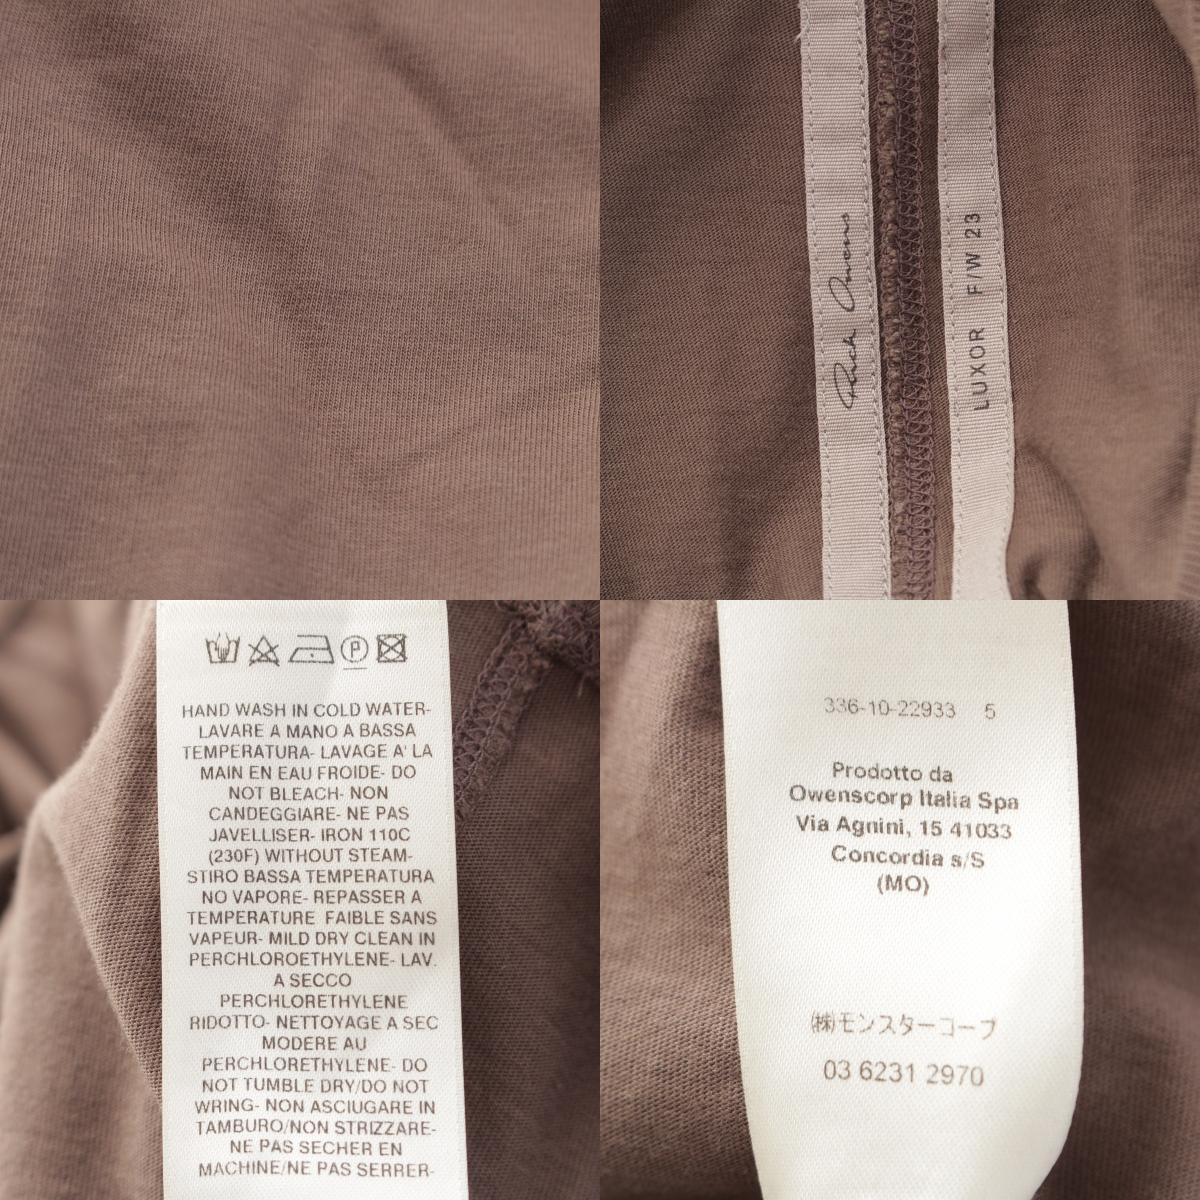 Rick Owens
LUXOR F/W 23
HAND WASH IN COLD WATER-
LAVARE A MANO A BASSA
TEMPERATURA- LAVAGE A' LA
MAIN EN EAU FROIDE- DO
NOT BLEACH- NON
CANDEGGIARE- NE PAS
JAVELLISER- IRON 110C
(230F) WITHOUT STEAM-
STIRO BASSA TEMPERATURA
NO VAPORE- REPASSER A
TEMPERATURE FAIBLE SANS
VAPEUR- MILD DRY CLEAN IN
PERCHLOROETHYLENE- LAV.
A SECCO
PERCHLORETHYLENE
RIDOTTO- NETTOYAGE A SEC
MODERE AU
PERCHLORETHYLENE- DO
NOT TUMBLE DRY/DO NOT
WRING- NON ASCIUGARE IN
TAMBURO/NON STRIZZARE-
NE PAS SECHER EN
MACHINE/NE PAS SERRER-
336-10-22933 5
Prodotto da
Owenscorp Italia Spa
Via Agnini, 15 41033
Concordia s/S
(MO)
㈱モンスターコープ
03 6231 2970